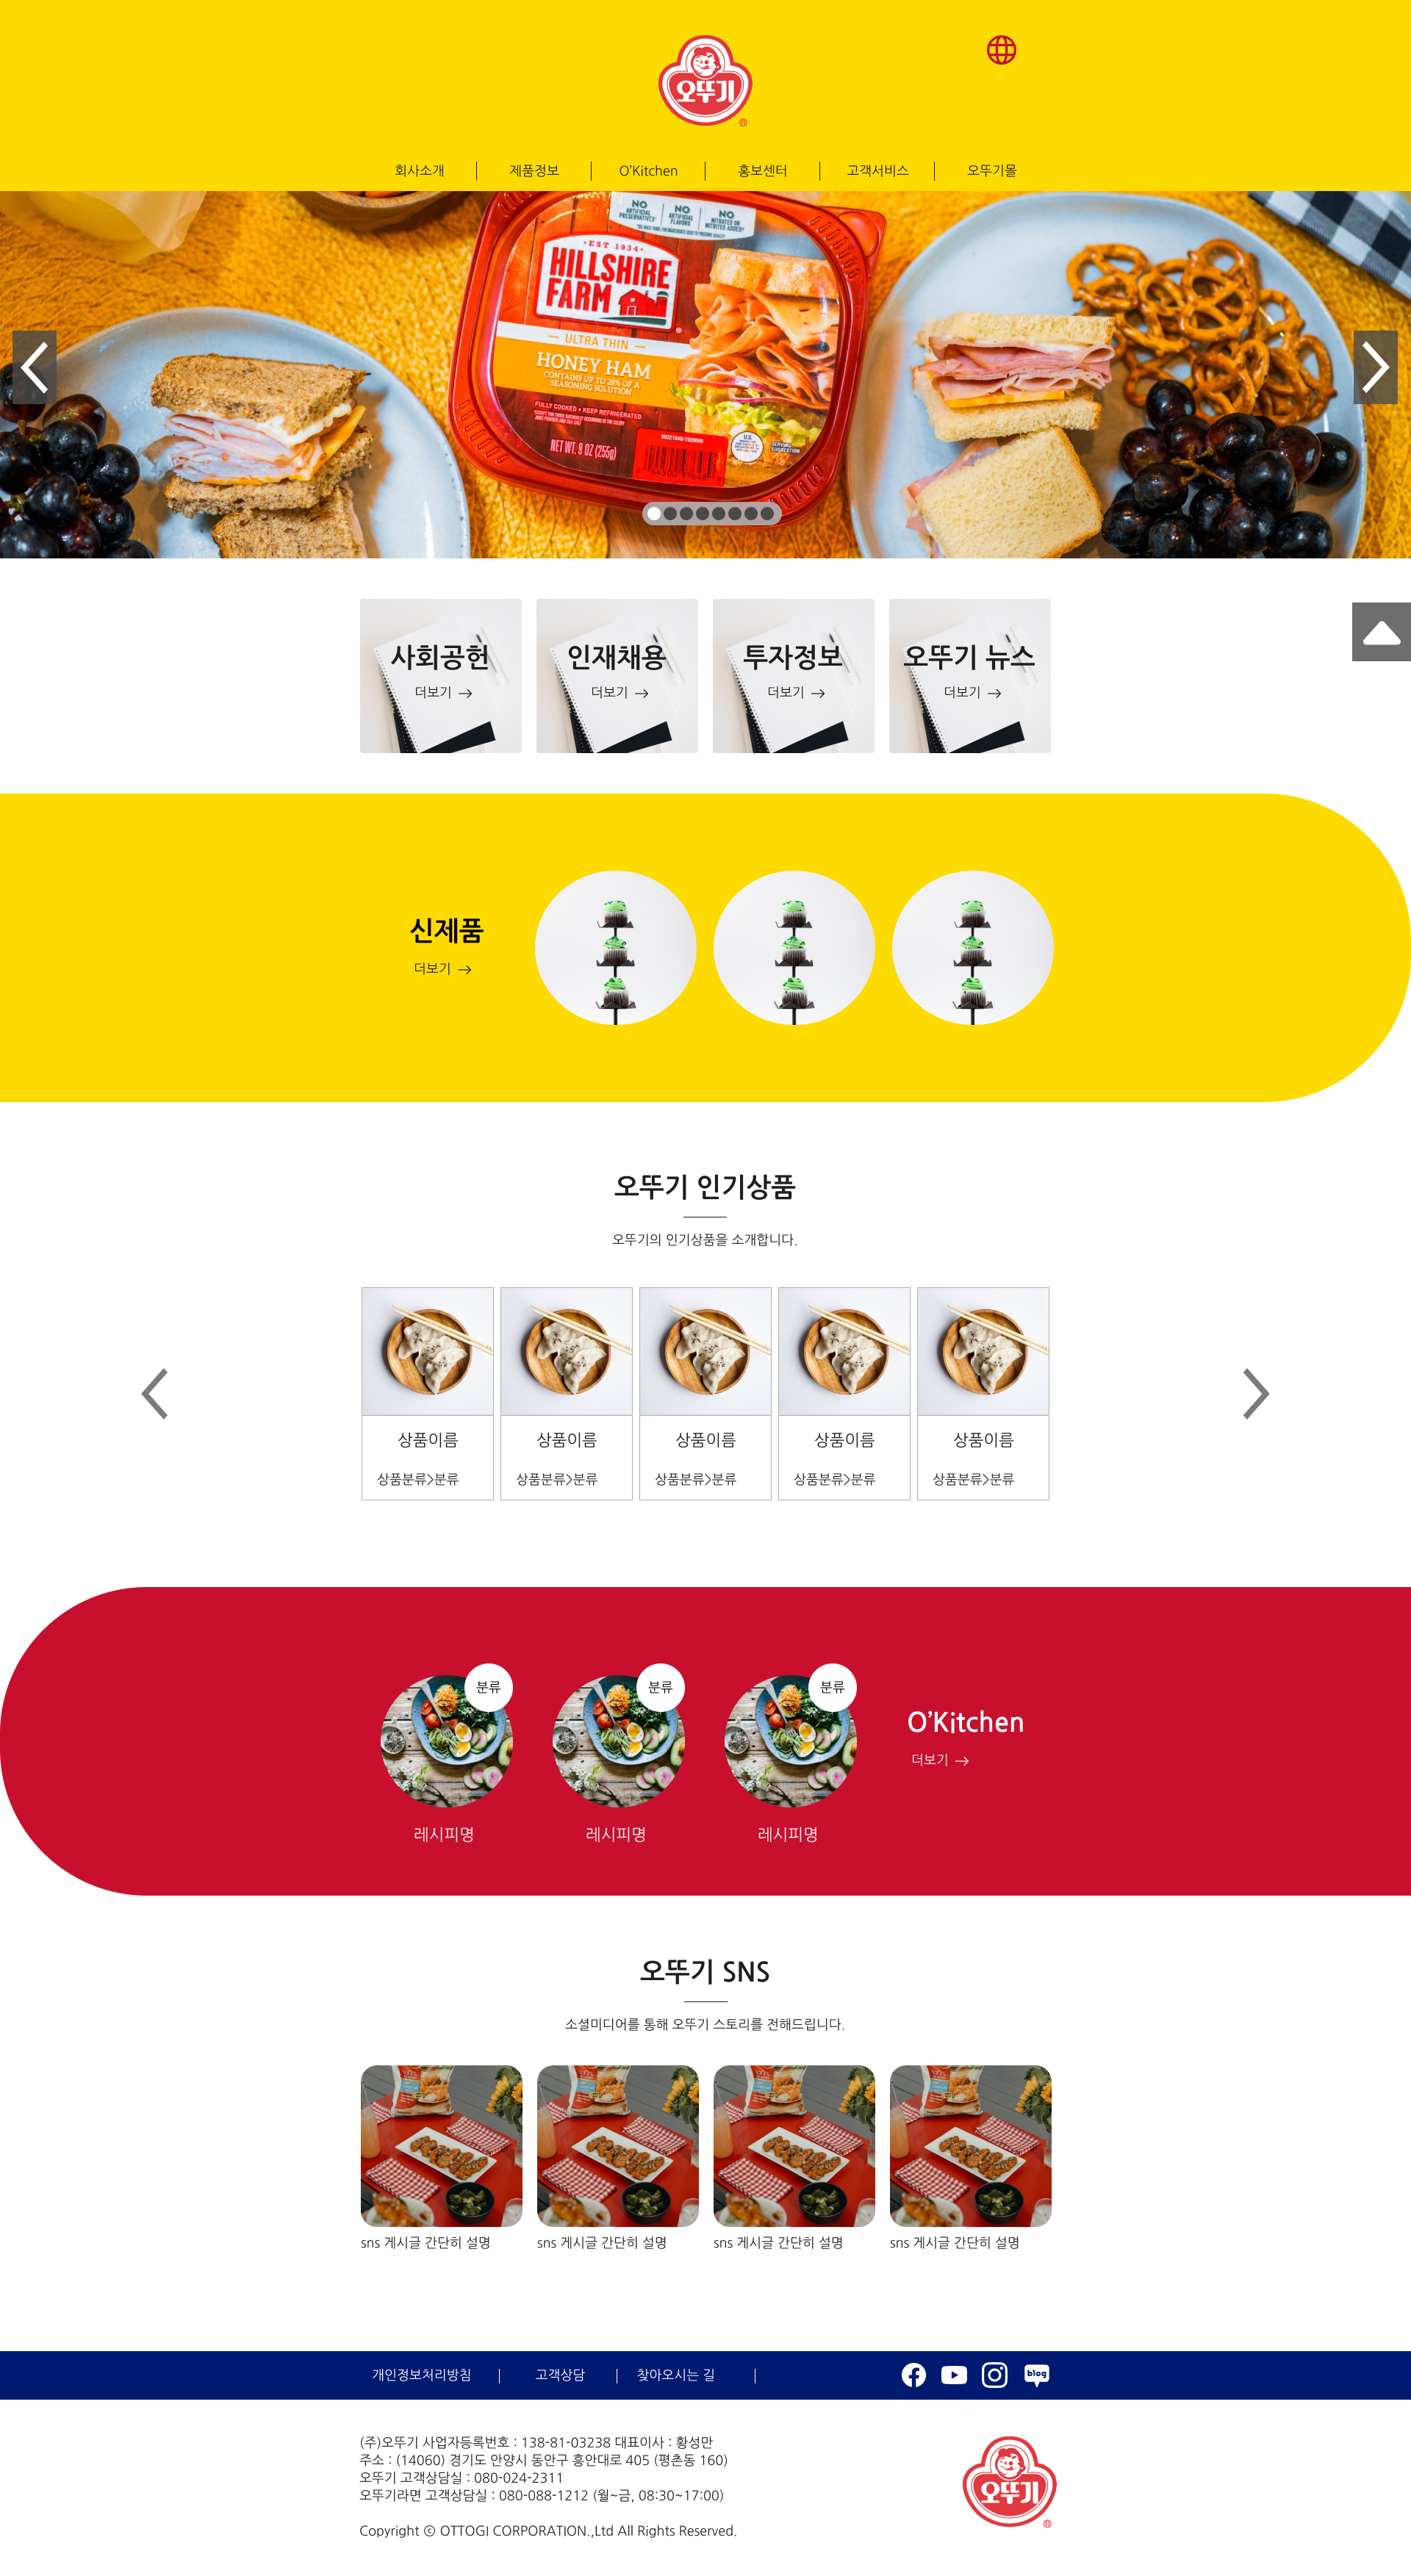 오뚜기
®
회사소개
제품정보
O'Kitchen
홍보센터
고객서비스
오뚜기몰
NO ARTIFICIAL PRESERVATIVES*
NO ARTIFICIAL FLAVORS
NO NITRATES OR NITRITES ADDED*
• EST 1934 •
HILLSHIRE
FARM
ULTRA THIN
HONEY HAM
CONTAINS UP TO 28% OF A
SEASONING SOLUTION
FULLY COOKED • KEEP REFRIGERATED
NET WT. 9 OZ (255g)
사회공헌
더보기
인재채용
더보기
투자정보
더보기
오뚜기 뉴스
더보기
신제품
더보기
오뚜기 인기상품
오뚜기의 인기상품을 소개합니다.
상품이름
상품분류>분류
상품이름
상품분류>분류
상품이름
상품분류>분류
상품이름
상품분류>분류
상품이름
상품분류>분류
분류
레시피명
분류
레시피명
분류
레시피명
O'Kitchen
더보기
오뚜기 SNS
소셜미디어를 통해 오뚜기 스토리를 전해드립니다.
sns 게시글 간단히 설명
sns 게시글 간단히 설명
sns 게시글 간단히 설명
sns 게시글 간단히 설명
개인정보처리방침
고객상담
찾아오시는 길
blog
(주)오뚜기 사업자등록번호 : 138-81-03238 대표이사 : 황성만
주소 : (14060) 경기도 안양시 동안구 흥안대로 405 (평촌동 160)
오뚜기 고객상담실 : 080-024-2311
오뚜기라면 고객상담실 : 080-088-1212 (월~금, 08:30~17:00)
Copyright ⓒ OTTOGI CORPORATION.,Ltd All Rights Reserved.
오뚜기
®